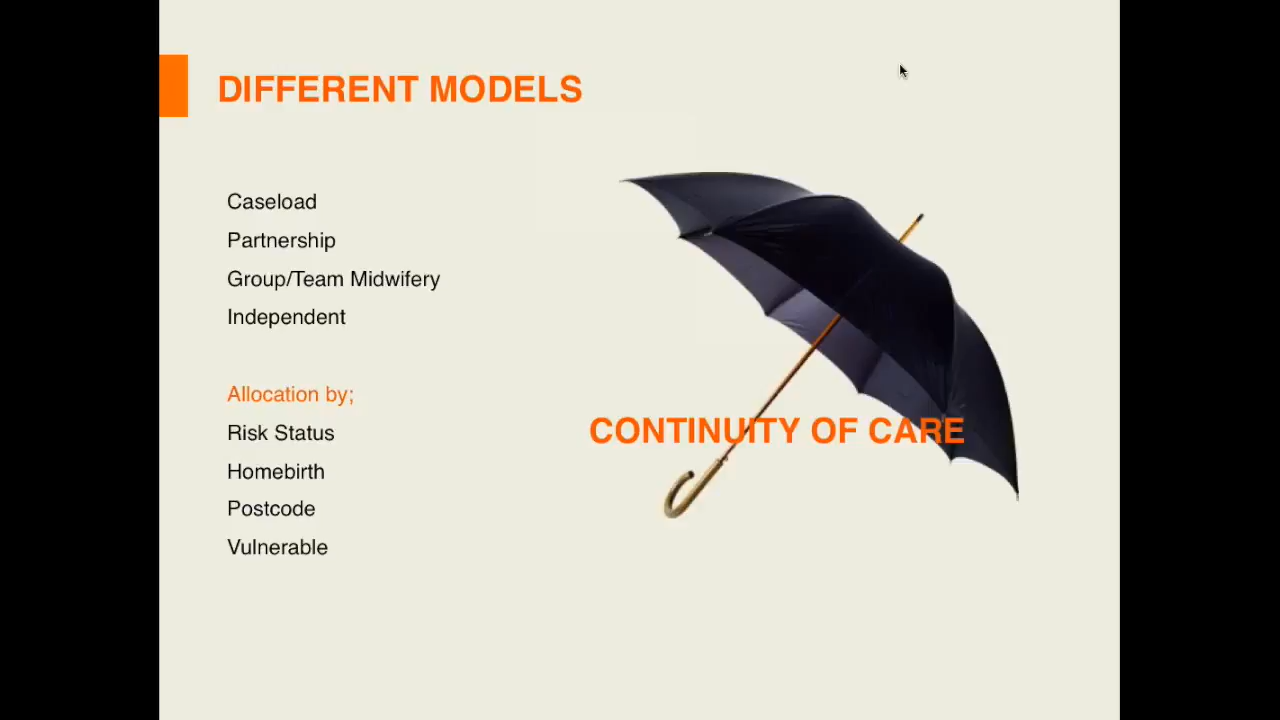 DIFFERENT MODELS
Caseload
Partnership
Group/Team Midwifery
Independent
Allocation by;
Risk Status
Homebirth
Postcode
Vulnerable
CONTINUITY OF CARE